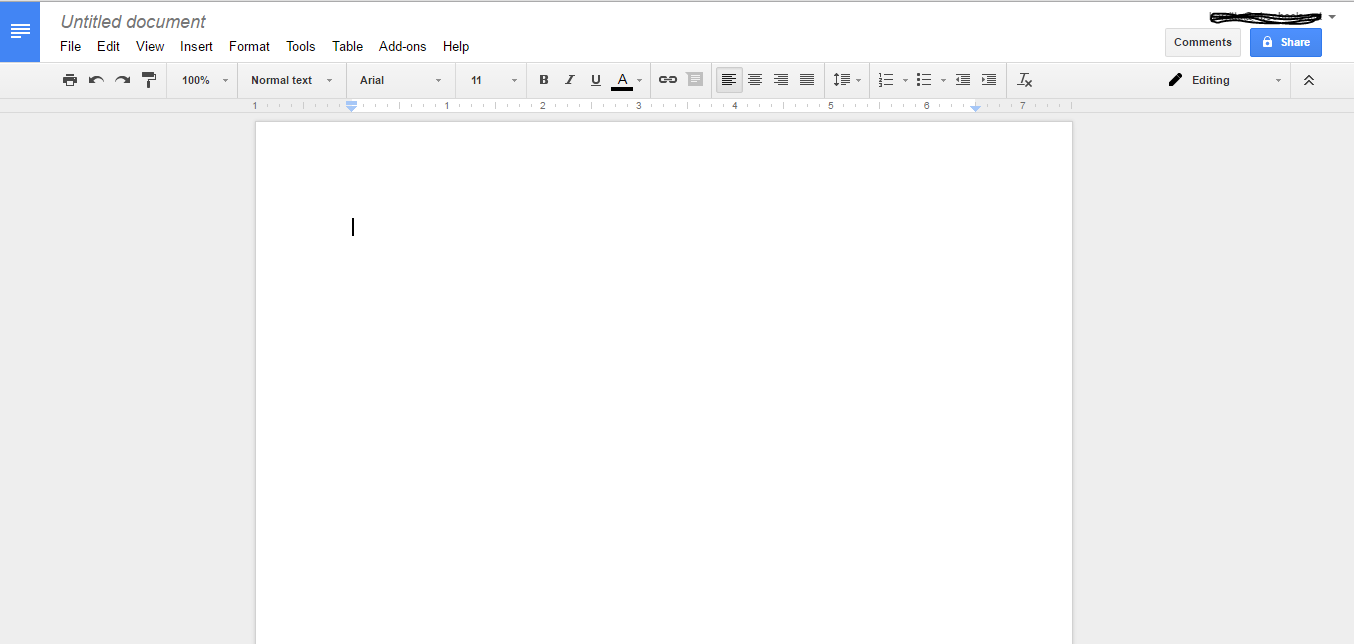 Untitled document
File Edit View Insert Format Tools Table Add-ons Help
Comments Share
100% Normal text Arial 11 B I U A Editing
1 1 2 3 4 5 6 7